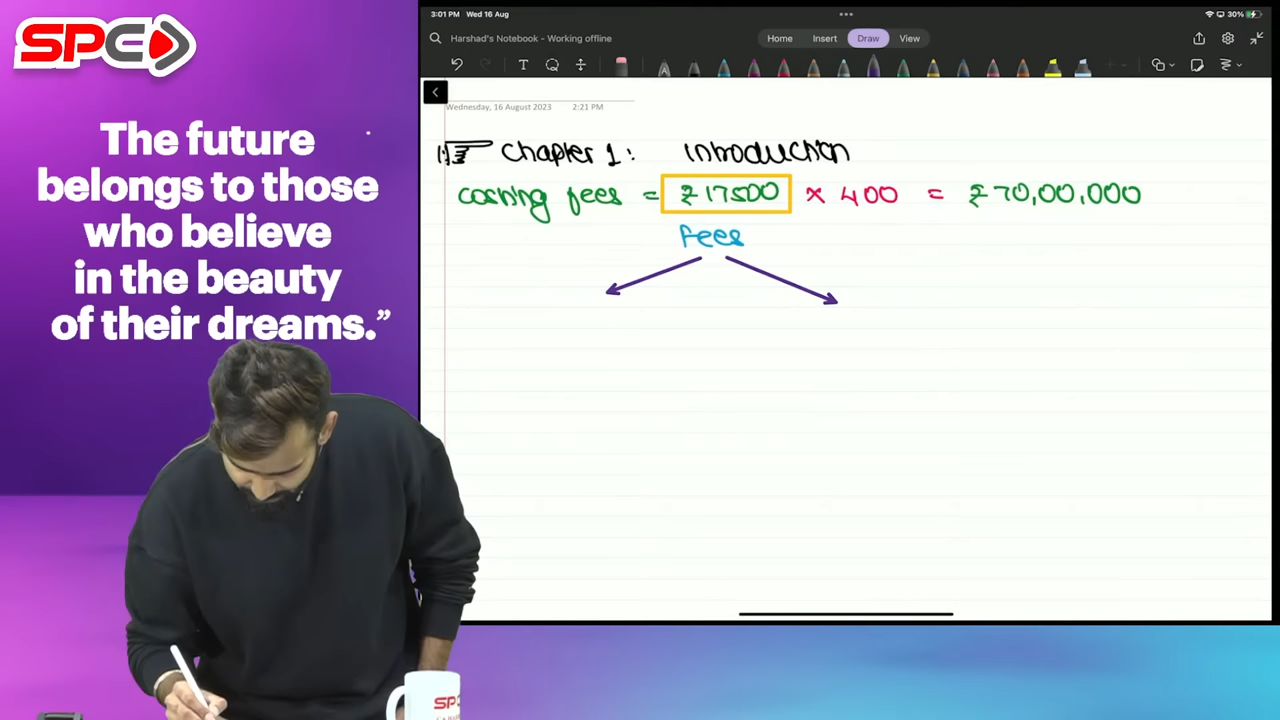 SPC
The future
belongs to those
who believe
in the beauty
of their dreams.”
3:01 PM Wed 16 Aug
30%
Harshad's Notebook - Working offline
Home Insert Draw View
Wednesday, 16 August 2023 2:21 PM
Chapter 1: Introduction
costing fees = ₹17500 × 400 = ₹70,00,000
fees
SPC